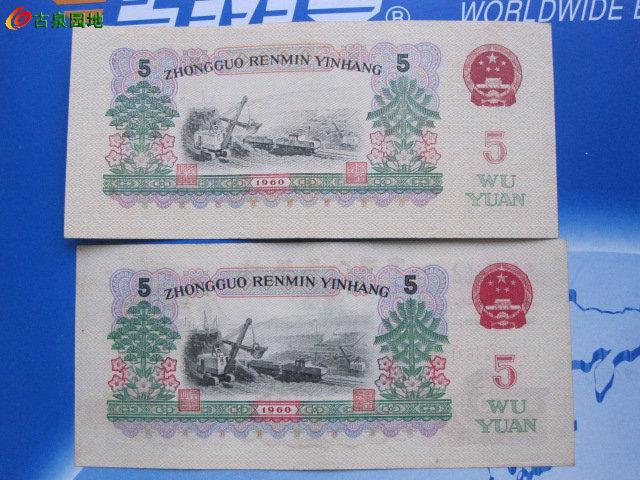 古泉园地
®
WORLDWIDE E
5
ZHONGGUO RENMIN YINHANG
5
5
1960
WU
YUAN
5
ZHONGGUO RENMIN YINHANG
5
5
1960
WU
YUAN